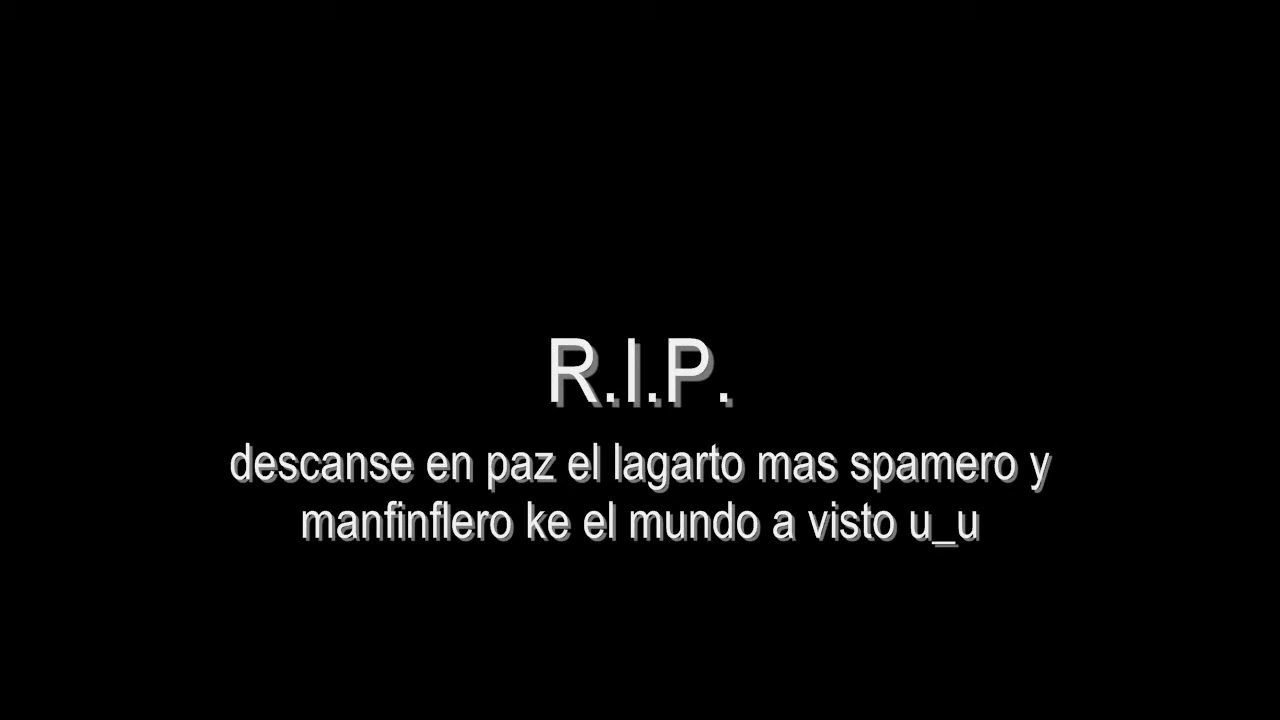 R.I.P.
descanse en paz el lagarto mas spamero y
manfinflero ke el mundo a visto u_u